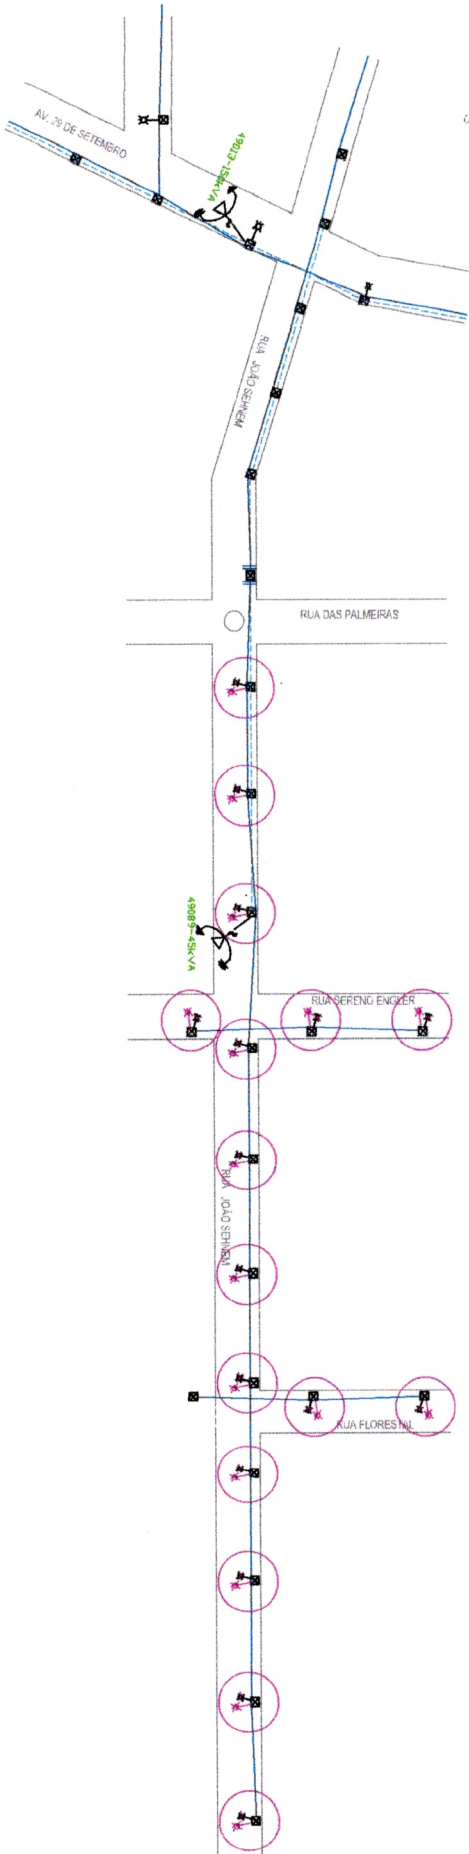 AV. 29 DE SETEMBRO
49013-150kVA
RUA JOÃO SEHNEM
RUA DAS PALMEIRAS
49089-45kVA
RUA SERENO ENGLER
RUA JOÃO SEHNEM
RUA FLORESTAL